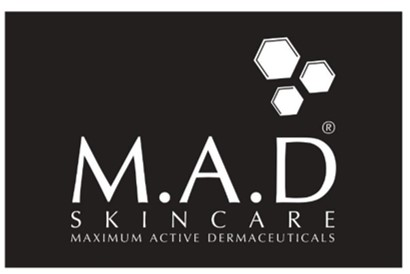 ®
M.A.D
SKINCARE
MAXIMUM ACTIVE DERMACEUTICALS